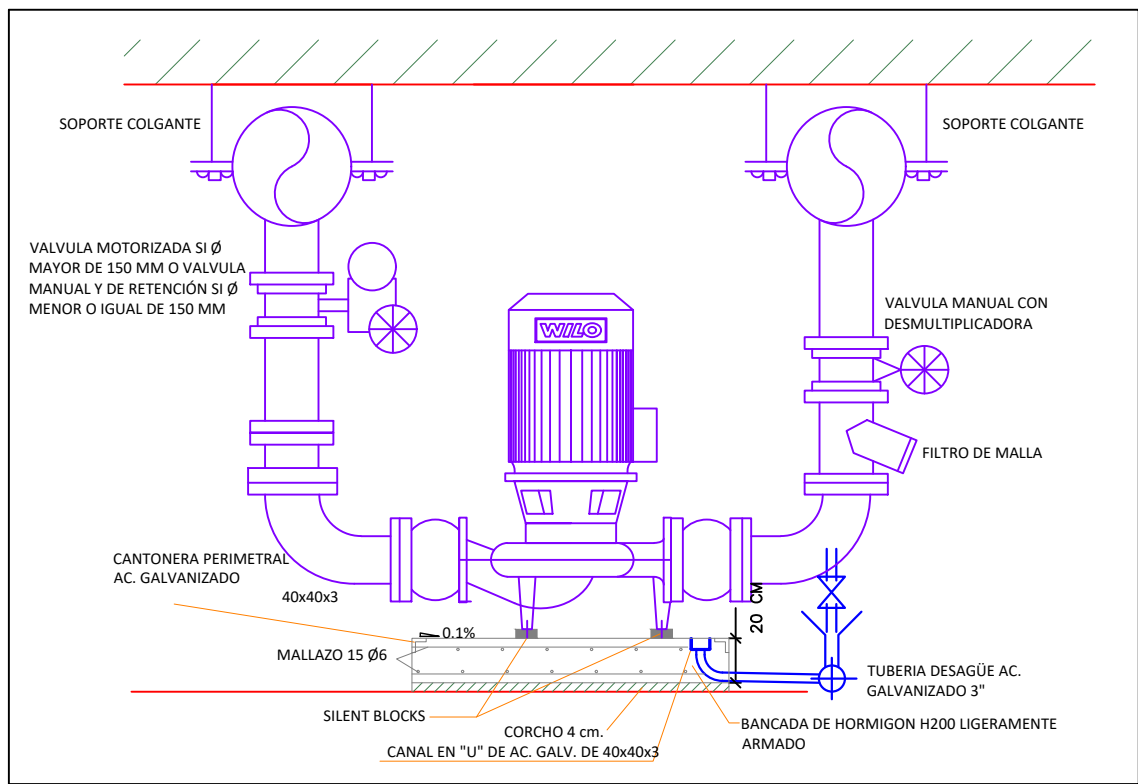 SOPORTE COLGANTE
SOPORTE COLGANTE
VALVULA MOTORIZADA SI Ø
MAYOR DE 150 MM O VALVULA
MANUAL Y DE RETENCIÓN SI Ø
MENOR O IGUAL DE 150 MM
WILO
VALVULA MANUAL CON
DESMULTIPLICADORA
FILTRO DE MALLA
CANTONERA PERIMETRAL
AC. GALVANIZADO
40x40x3
20 CM
0.1%
MALLAZO 15 Ø6
TUBERIA DESAGÜE AC.
GALVANIZADO 3"
SILENT BLOCKS
CORCHO 4 cm.
CANAL EN "U" DE AC. GALV. DE 40x40x3
BANCADA DE HORMIGON H200 LIGERAMENTE
ARMADO